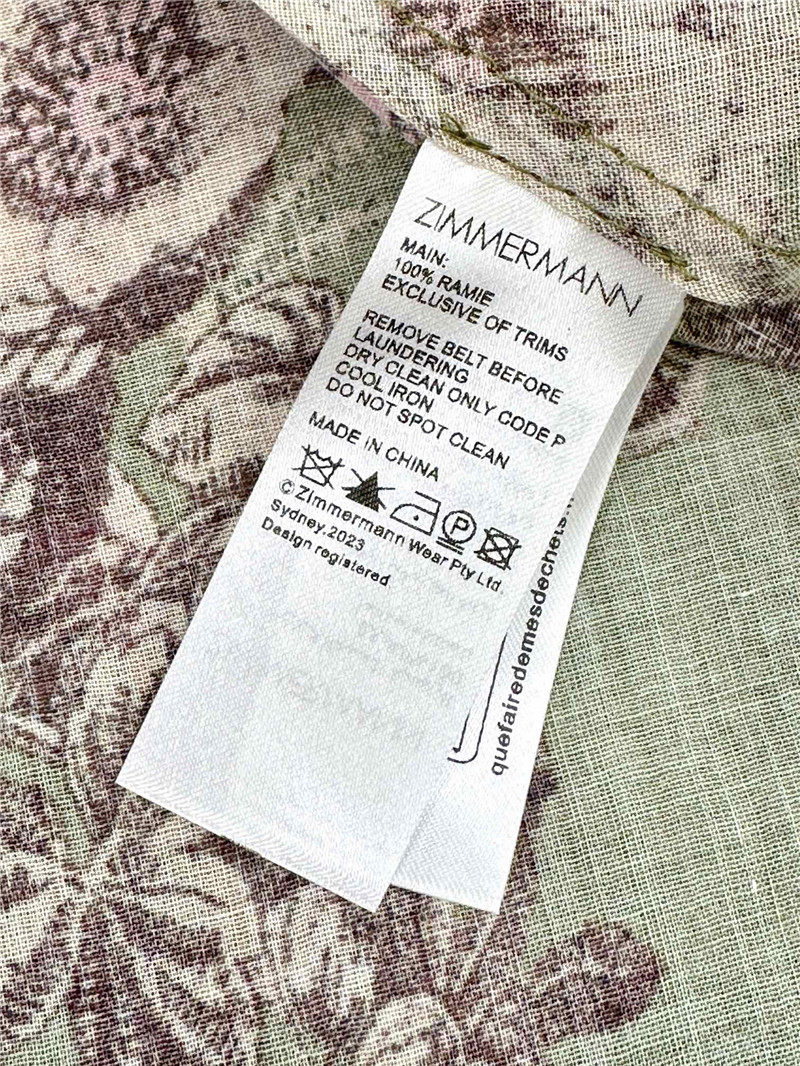 ZIMMERMANN
MAIN:
100% RAMIE
EXCLUSIVE OF TRIMS
REMOVE BELT BEFORE
LAUNDERING
DRY CLEAN ONLY CODE P
COOL IRON
DO NOT SPOT CLEAN
MADE IN CHINA
P
©Zimmermann Wear Pty Ltd.
Sydney.2023
Design registered
quefairedemesdechets.